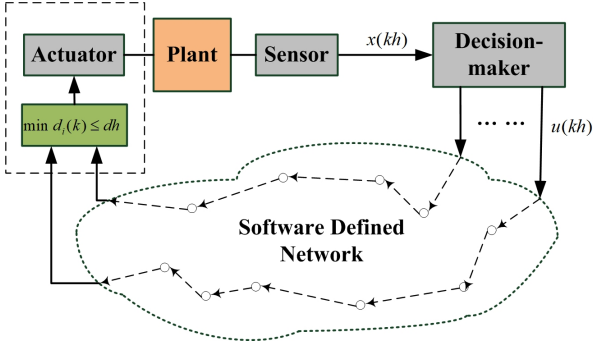 Actuator
Plant
Sensor
x(kh)
Decision-
maker
min d_i(k) ≤ dh
... ...
u(kh)
Software Defined
Network